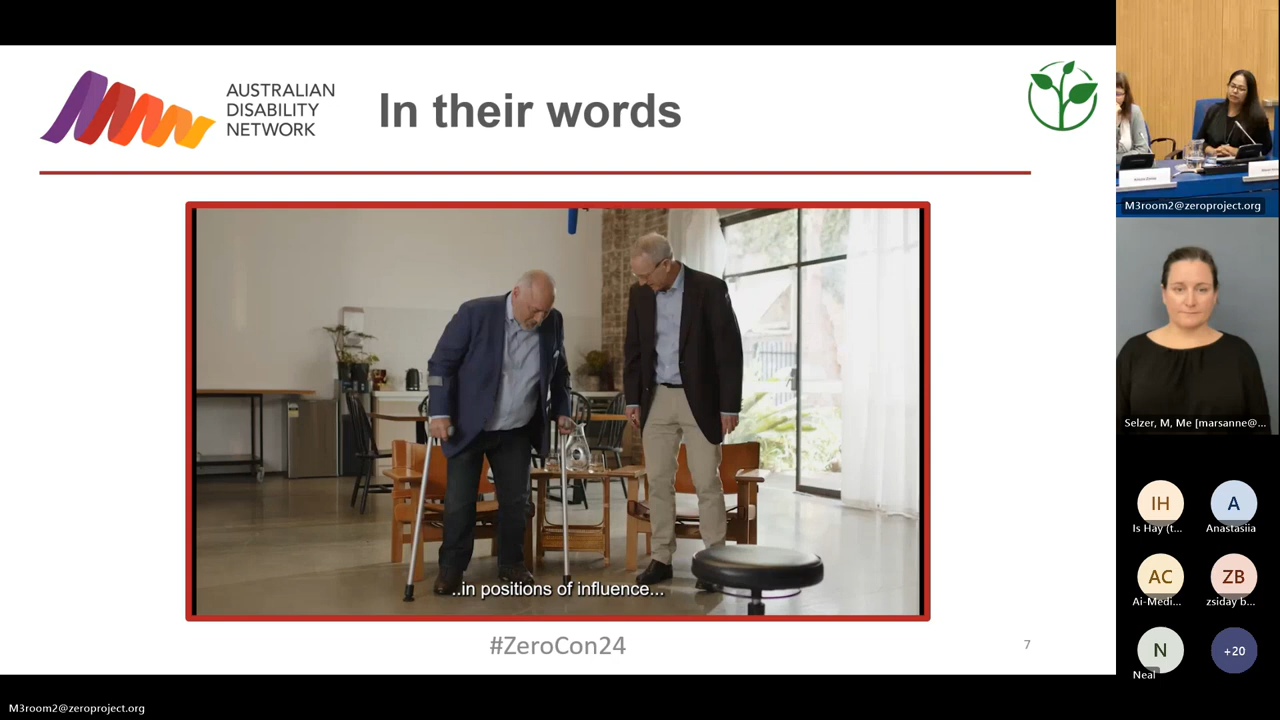 AUSTRALIAN
DISABILITY
NETWORK
In their words
..in positions of influence...
#ZeroCon24
7
M3room2@zeroproject.org
Selzer, M, Me [marsanne@...
IH
Is Hay (t...
A
Anastasiia
AC
Ai-Medi...
ZB
zsiday b...
N
Neal
+20
M3room2@zeroproject.org